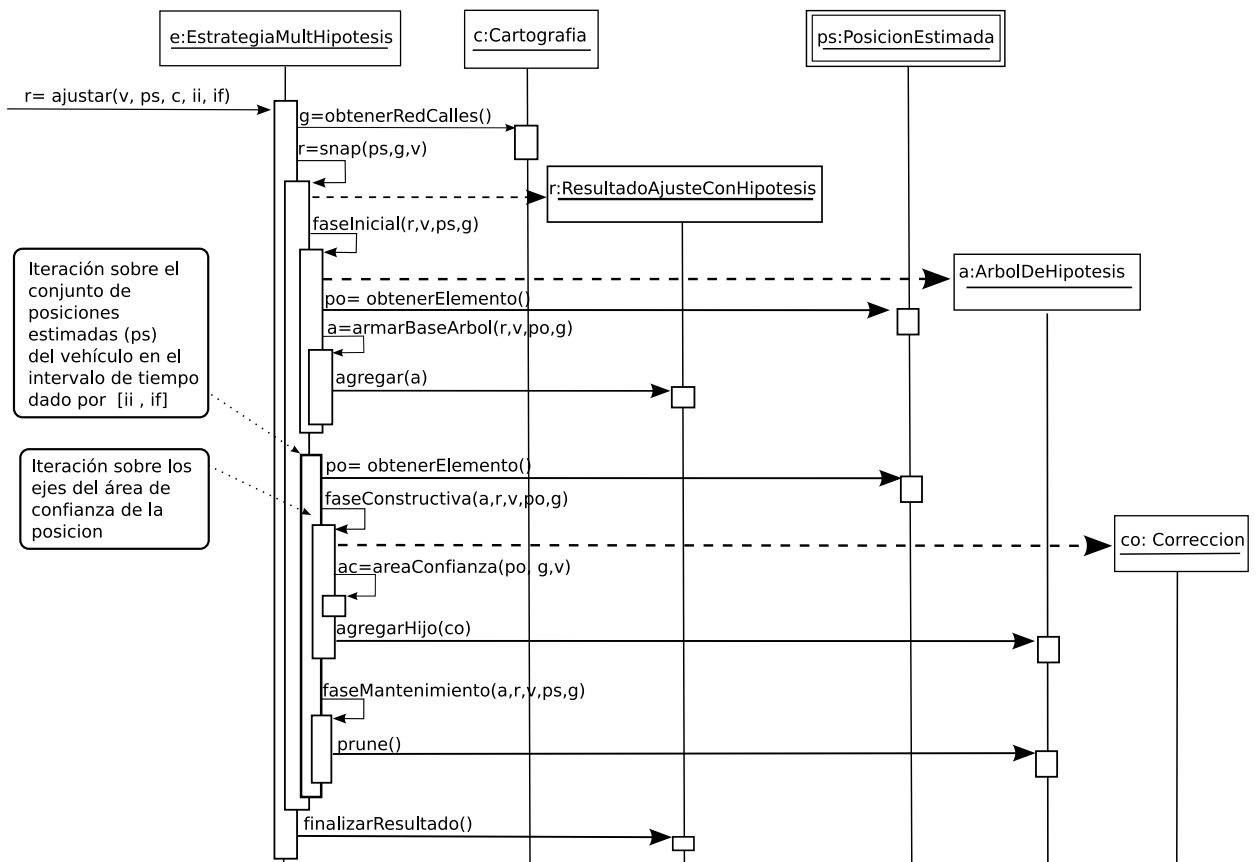 e:EstrategiaMultHipotesis
c:Cartografia
ps:PosicionEstimada
r= ajustar(v, ps, c, ii, if)
g=obtenerRedCalles()
r=snap(ps,g,v)
r:ResultadoAjusteConHipotesis
faseInicial(r,v,ps,g)
a:ArbolDeHipotesis
Iteración sobre el
conjunto de
posiciones
estimadas (ps)
del vehículo en el
intervalo de tiempo
dado por [ii , if]
po= obtenerElemento()
a=armarBaseArbol(r,v,po,g)
agregar(a)
Iteración sobre los
ejes del área de
confianza de la
posicion
po= obtenerElemento()
faseConstructiva(a,r,v,po,g)
co: Correccion
ac=areaConfianza(po, g,v)
agregarHijo(co)
faseMantenimiento(a,r,v,ps,g)
prune()
finalizarResultado()